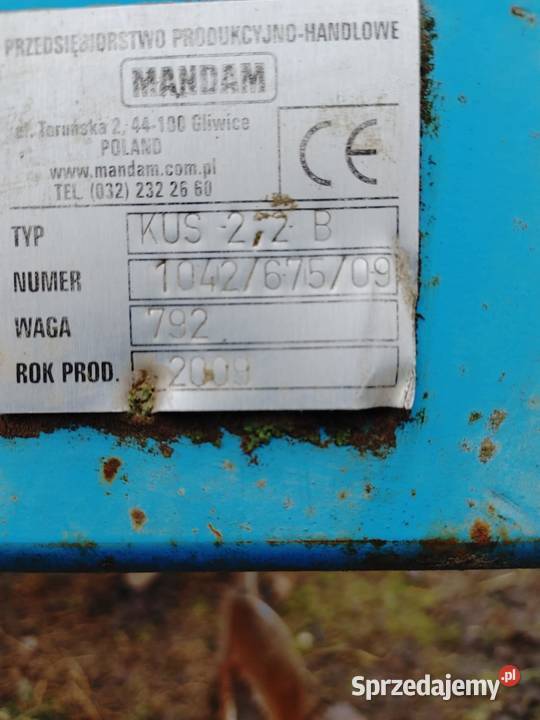 PRZEDSIĘBIORSTWO PRODUKCYJNO-HANDLOWE
MANDAM
ul. Toruńska 2, 44-100 Gliwice
POLAND
www.mandam.com.pl
TEL. (032) 232 26 60
CE
TYP KUS 2,2 B
NUMER 1042/675/09
WAGA 792
ROK PROD. 2009
Sprzedajemy.pl